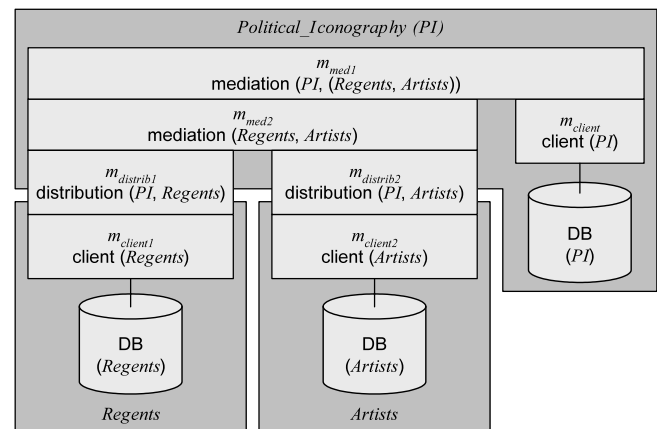 Political_Iconography (PI)
m_med1
mediation (PI, (Regents, Artists))
m_med2
mediation (Regents, Artists)
m_client
client (PI)
m_distrib1
distribution (PI, Regents)
m_distrib2
distribution (PI, Artists)
m_client1
client (Regents)
m_client2
client (Artists)
DB
(PI)
DB
(Regents)
DB
(Artists)
Regents
Artists